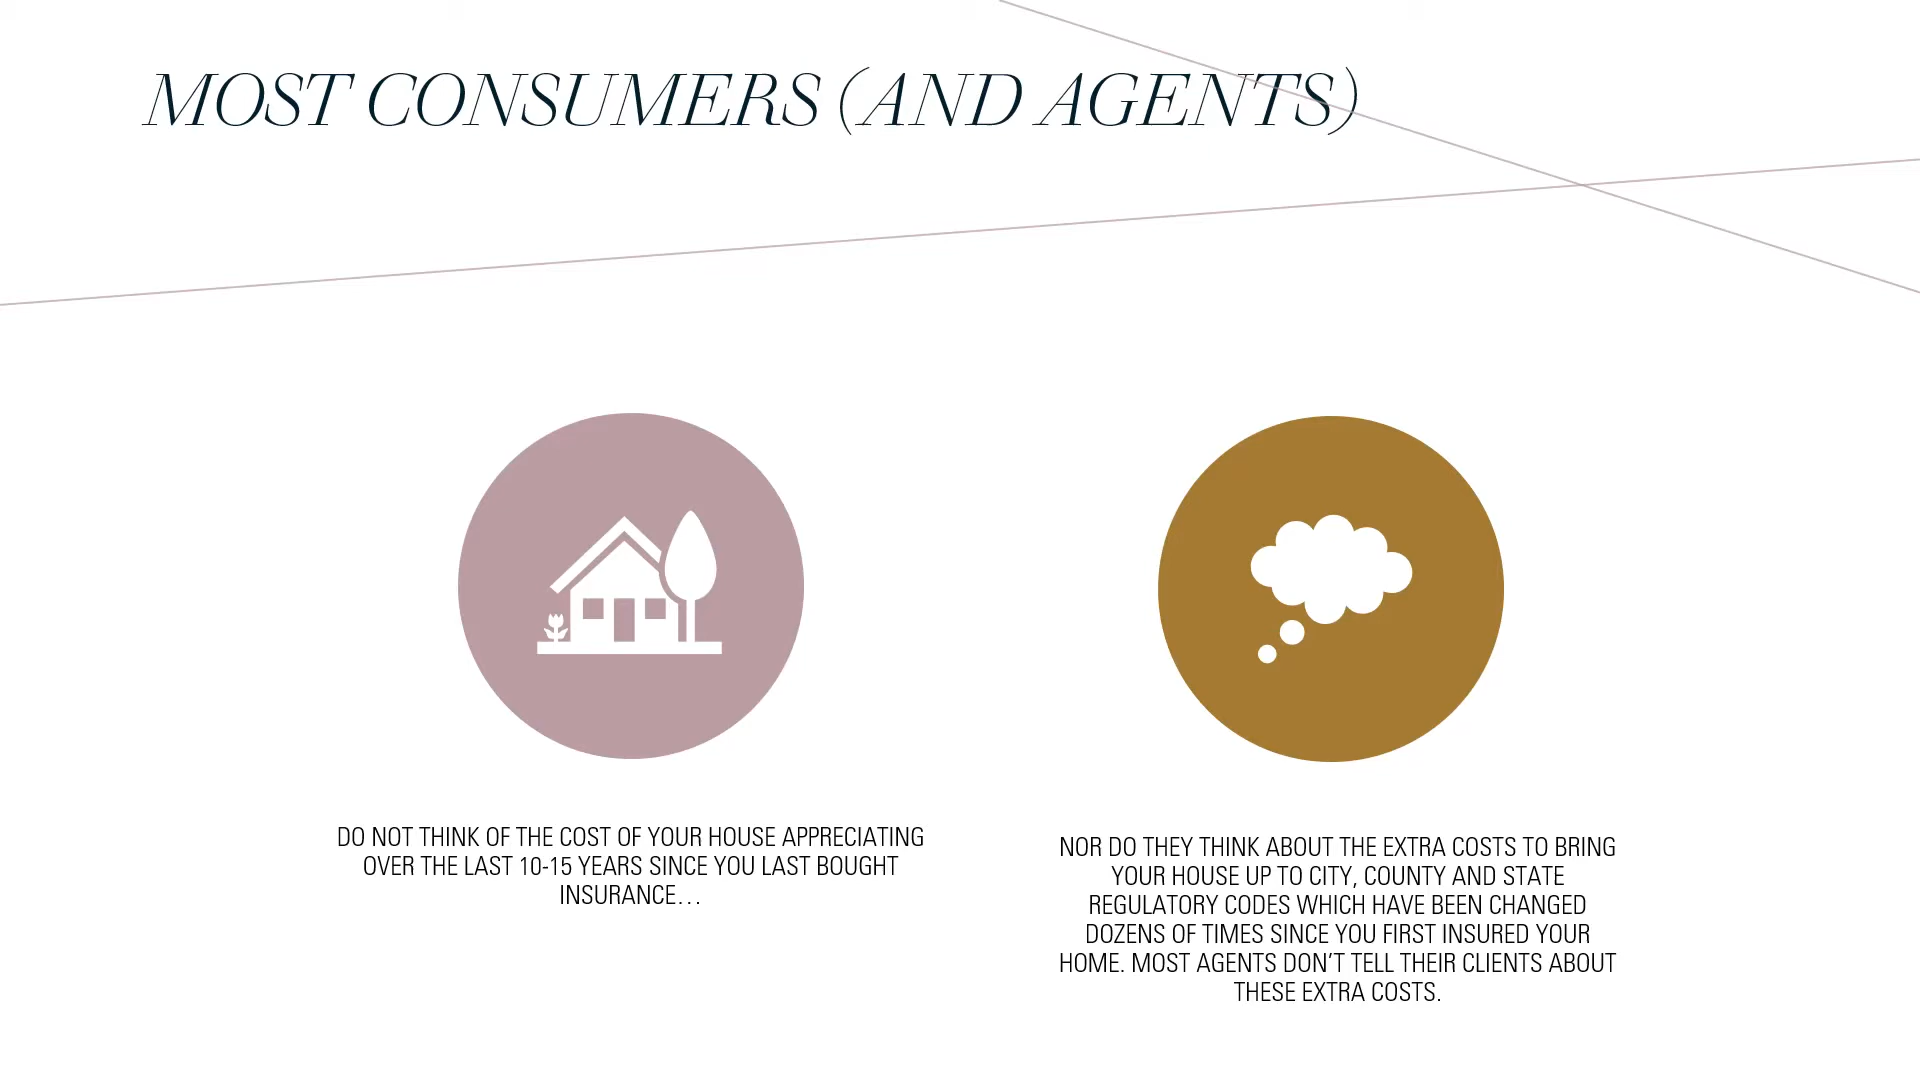 MOST CONSUMERS (AND AGENTS)
DO NOT THINK OF THE COST OF YOUR HOUSE APPRECIATING
OVER THE LAST 10-15 YEARS SINCE YOU LAST BOUGHT
INSURANCE…
NOR DO THEY THINK ABOUT THE EXTRA COSTS TO BRING
YOUR HOUSE UP TO CITY, COUNTY AND STATE
REGULATORY CODES WHICH HAVE BEEN CHANGED
DOZENS OF TIMES SINCE YOU FIRST INSURED YOUR
HOME. MOST AGENTS DON’T TELL THEIR CLIENTS ABOUT
THESE EXTRA COSTS.